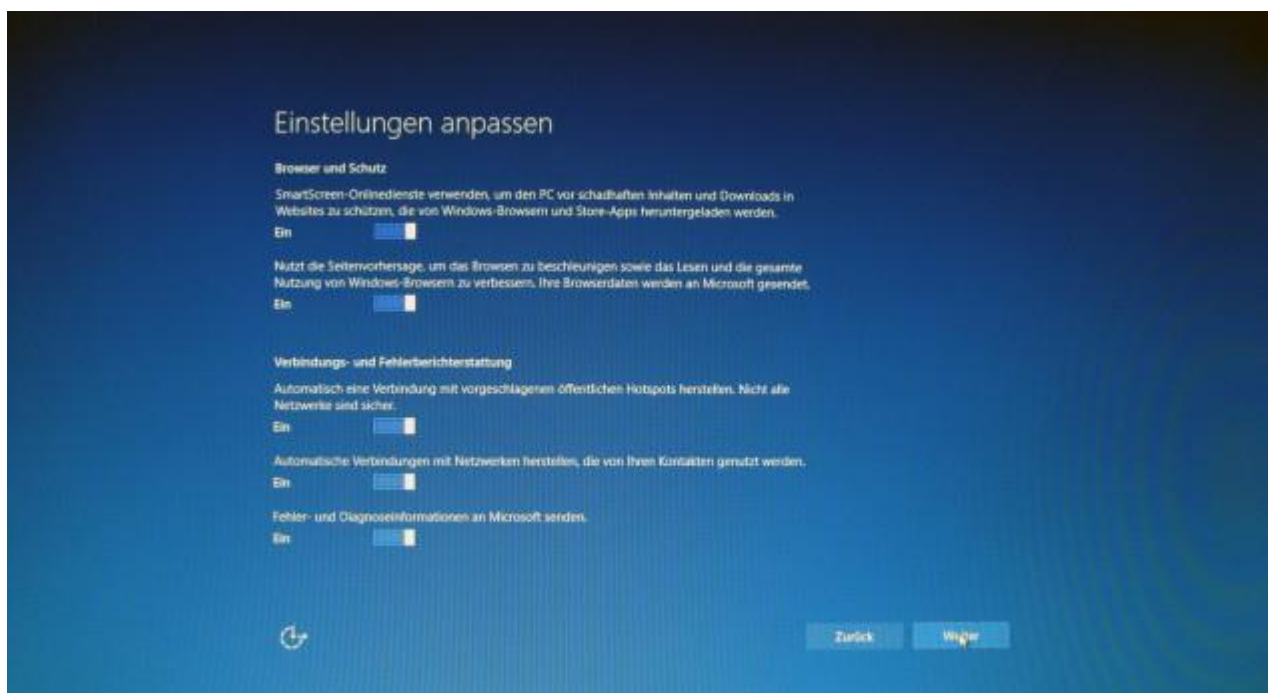 Einstellungen anpassen
Browser und Schutz
SmartScreen-Onlinedienste verwenden, um den PC vor schadhaften Inhalten und Downloads in
Websites zu schützen, die von Windows-Browsern und Store-Apps heruntergeladen werden.
Ein
Nutzt die Seitenvorhersage, um das Browsen zu beschleunigen sowie das Lesen und die gesamte
Nutzung von Windows-Browsern zu verbessern. Ihre Browserdaten werden an Microsoft gesendet.
Ein
Verbindungs- und Fehlerberichterstattung
Automatisch eine Verbindung mit vorgeschlagenen öffentlichen Hotspots herstellen. Nicht alle
Netzwerke sind sicher.
Ein
Automatische Verbindungen mit Netzwerken herstellen, die von Ihren Kontakten genutzt werden.
Ein
Fehler- und Diagnoseinformationen an Microsoft senden.
Ein
Zurück
Weiter